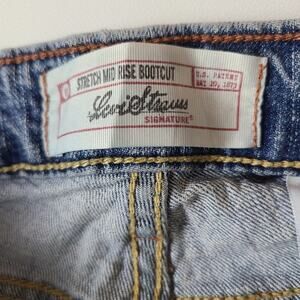 STRETCH MID RISE BOOTCUT
Levi Strauss
SIGNATURE®
U.S. PATENT
MAY 20, 1873